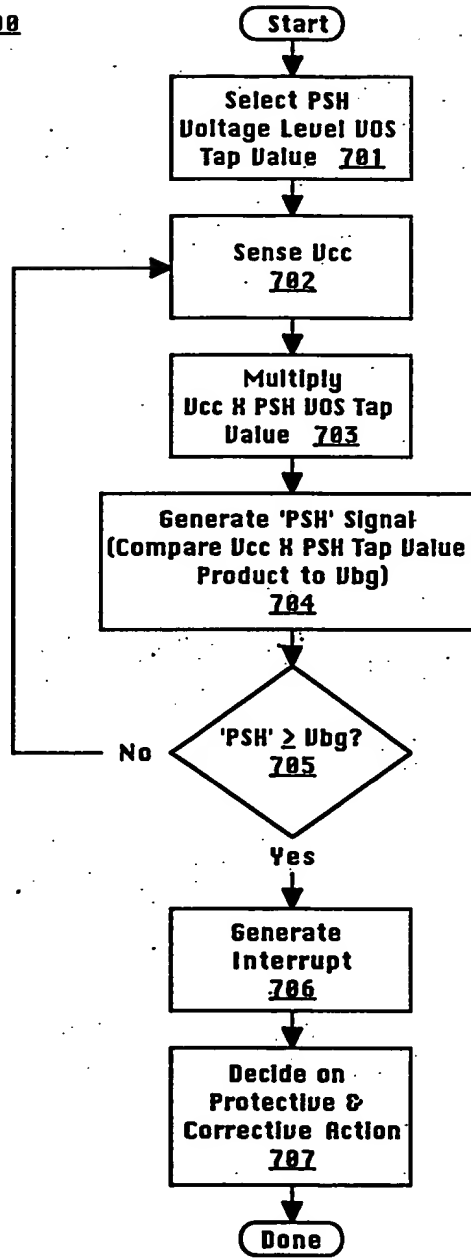 00
Start
Select PSH
Voltage Level VOS
Tap Value 701
Sense Vcc
702
Multiply
Vcc X PSH VOS Tap
Value 703
Generate 'PSH' Signal
(Compare Vcc X PSH Tap Value
Product to Vbg)
704
'PSH' ≥ Vbg?
705
No
Yes
Generate
Interrupt
706
Decide on
Protective &
Corrective Action
707
Done